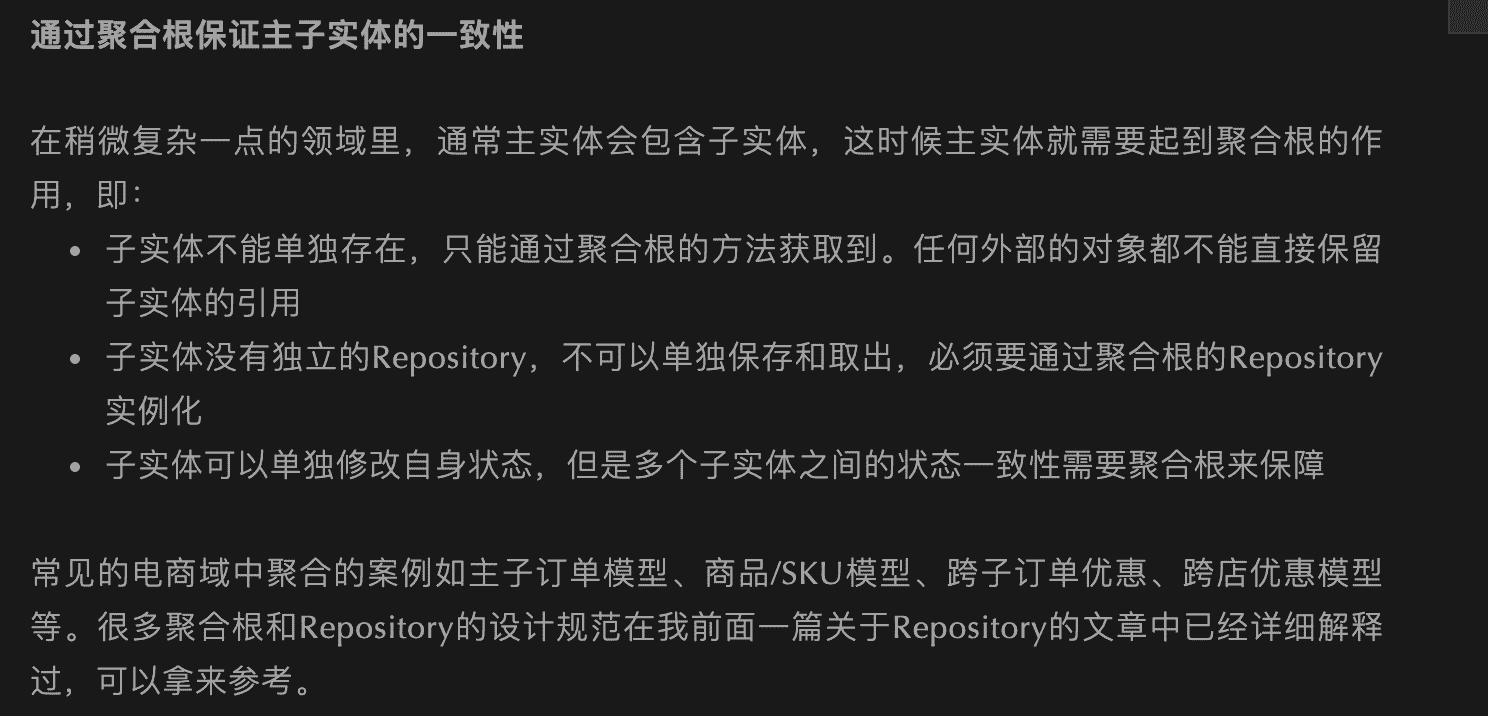 通过聚合根保证主子实体的一致性
在稍微复杂一点的领域里，通常主实体会包含子实体，这时候主实体就需要起到聚合根的作
用，即：
• 子实体不能单独存在，只能通过聚合根的方法获取到。任何外部的对象都不能直接保留
子实体的引用
• 子实体没有独立的Repository，不可以单独保存和取出，必须要通过聚合根的Repository
实例化
• 子实体可以单独修改自身状态，但是多个子实体之间的状态一致性需要聚合根来保障
常见的电商域中聚合的案例如主子订单模型、商品/SKU模型、跨子订单优惠、跨店优惠模型
等。很多聚合根和Repository的设计规范在我前面一篇关于Repository的文章中已经详细解释
过，可以拿来参考。